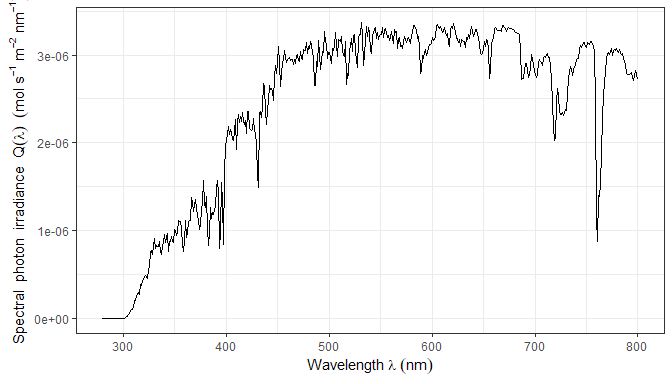 Spectral photon irradiance Q(λ) (mol s⁻¹ m⁻² nm⁻¹
3e-06
2e-06
1e-06
0e+00
300 400 500 600 700 800
Wavelength λ (nm)